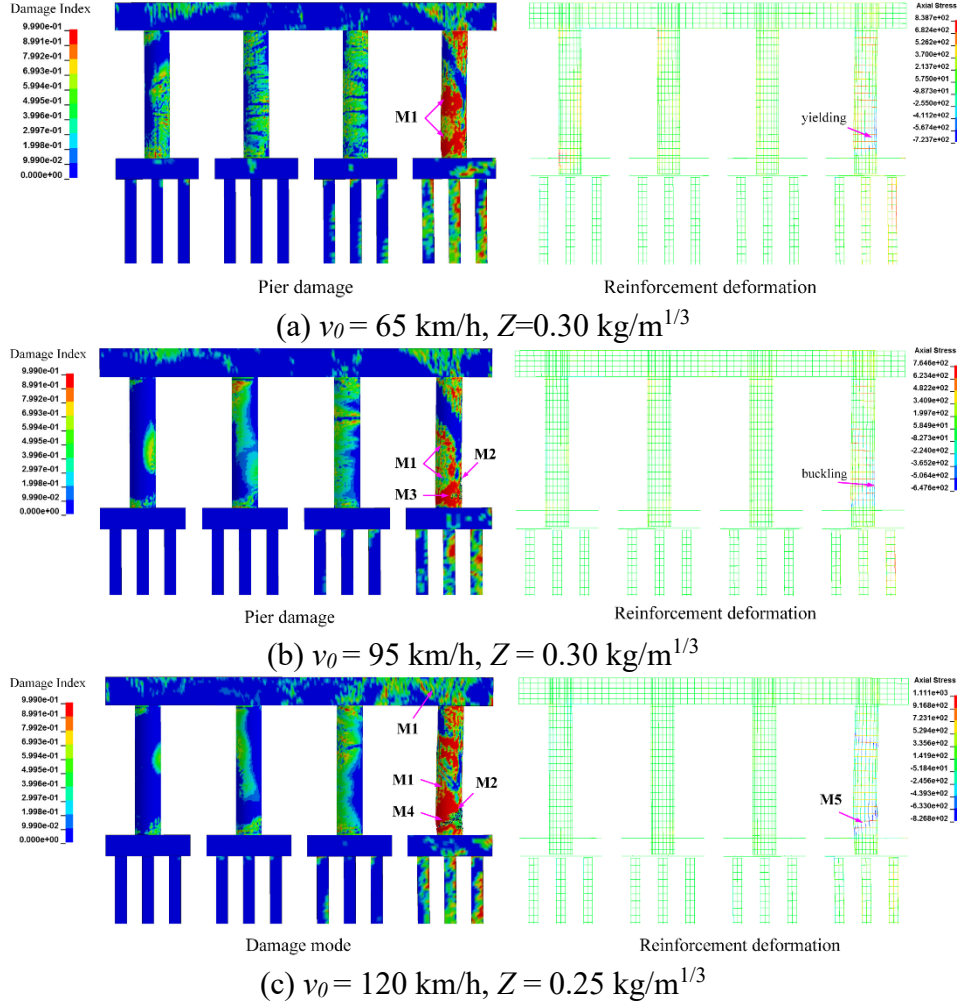 Damage Index
9.990e-01
8.991e-01
7.992e-01
6.993e-01
5.994e-01
4.995e-01
3.996e-01
2.997e-01
1.998e-01
9.990e-02
0.000e+00
M1
Pier damage
Axial Stress
8.387e+02
6.824e+02
5.262e+02
3.700e+02
2.137e+02
5.750e+01
-9.873e+01
-2.550e+02
-4.112e+02
-5.674e+02
-7.237e+02
yielding
Reinforcement deformation
(a) v0 = 65 km/h, Z=0.30 kg/m1/3
Damage Index
9.990e-01
8.991e-01
7.992e-01
6.993e-01
5.994e-01
4.995e-01
3.996e-01
2.997e-01
1.998e-01
9.990e-02
0.000e+00
M1
M2
M3
Pier damage
Axial Stress
7.646e+02
6.234e+02
4.822e+02
3.409e+02
1.997e+02
5.849e+01
-8.273e+01
-2.240e+02
-3.652e+02
-5.064e+02
-6.476e+02
buckling
Reinforcement deformation
(b) v0 = 95 km/h, Z = 0.30 kg/m1/3
Damage Index
9.990e-01
8.991e-01
7.992e-01
6.993e-01
5.994e-01
4.995e-01
3.996e-01
2.997e-01
1.998e-01
9.990e-02
0.000e+00
M1
M1
M2
M4
Damage mode
Axial Stress
1.111e+03
9.168e+02
7.231e+02
5.294e+02
3.356e+02
1.419e+02
-5.184e+01
-2.456e+02
-4.393e+02
-6.330e+02
-8.268e+02
M5
Reinforcement deformation
(c) v0 = 120 km/h, Z = 0.25 kg/m1/3